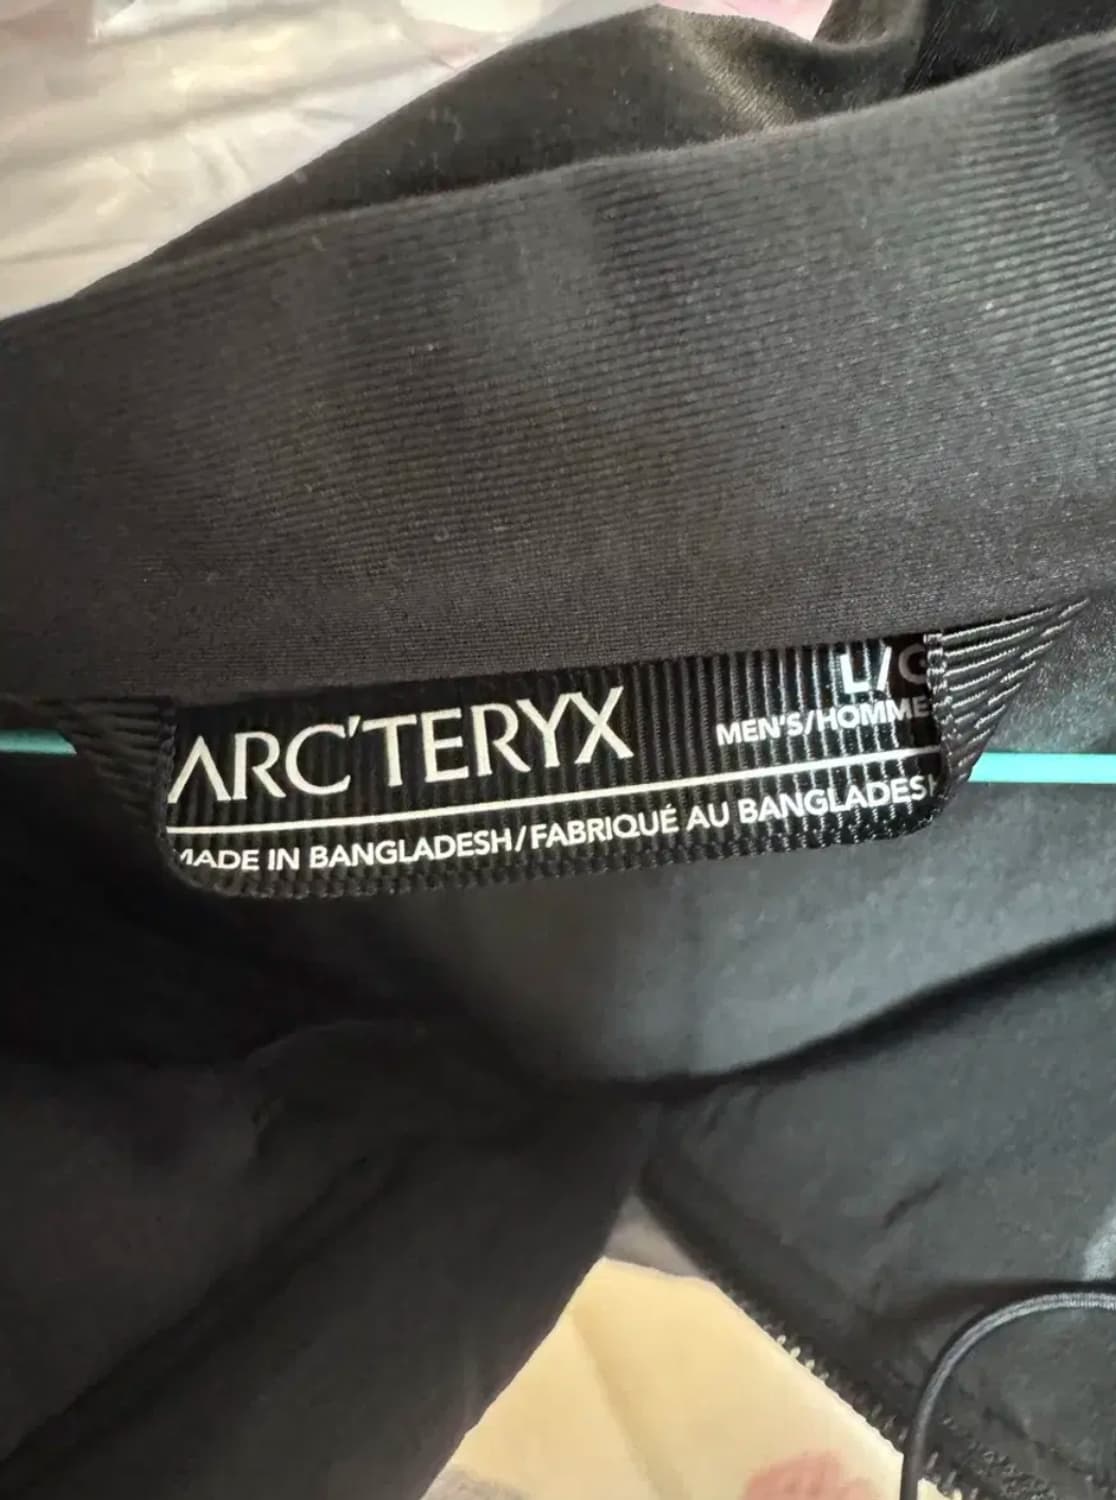 L/G
ARC'TERYX
MEN'S/HOMME
MADE IN BANGLADESH/FABRIQUÉ AU BANGLADESH